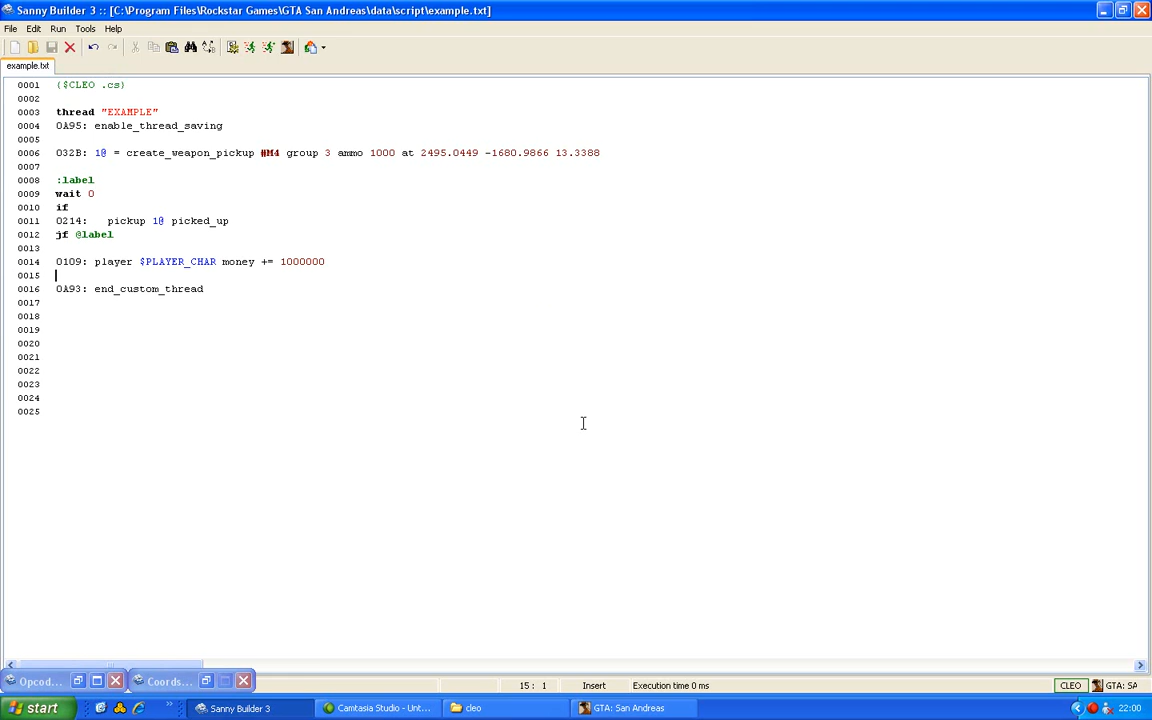 Sanny Builder 3 :: [C:\Program Files\Rockstar Games\GTA San Andreas\data\script\example.txt]
File Edit Run Tools Help
example.txt
0001 ($CLEO .cs)
0002
0003 thread "EXAMPLE"
0004 0A95: enable_thread_saving
0005
0006 032B: 1@ = create_weapon_pickup #M4 group 3 ammo 1000 at 2495.0449 -1680.9866 13.3388
0007
0008 :label
0009 wait 0
0010 if
0011 0214:   pickup 1@ picked_up
0012 jf @label
0013
0014 0109: player $PLAYER_CHAR money += 1000000
0015
0016 0A93: end_custom_thread
0017
0018
0019
0020
0021
0022
0023
0024
0025
Opcod... Coords...
15: 1 Insert Execution time 0 ms CLEO GTA: SA
start Sanny Builder 3 Camtasia Studio - Unt... cleo GTA: San Andreas 22:00